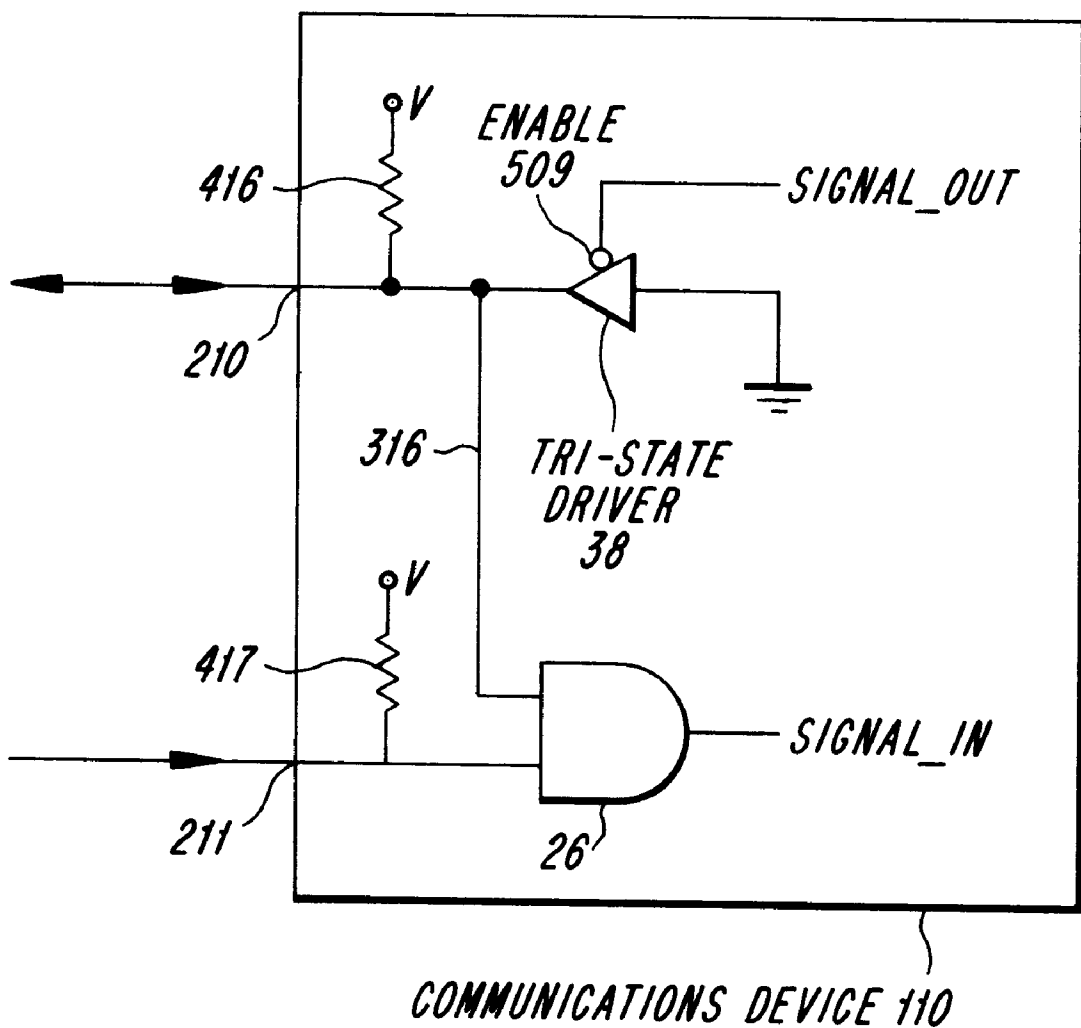 V
ENABLE
509
416
SIGNAL_OUT
210
316
TRI-STATE
DRIVER
38
V
417
SIGNAL_IN
211
26
COMMUNICATIONS DEVICE 110